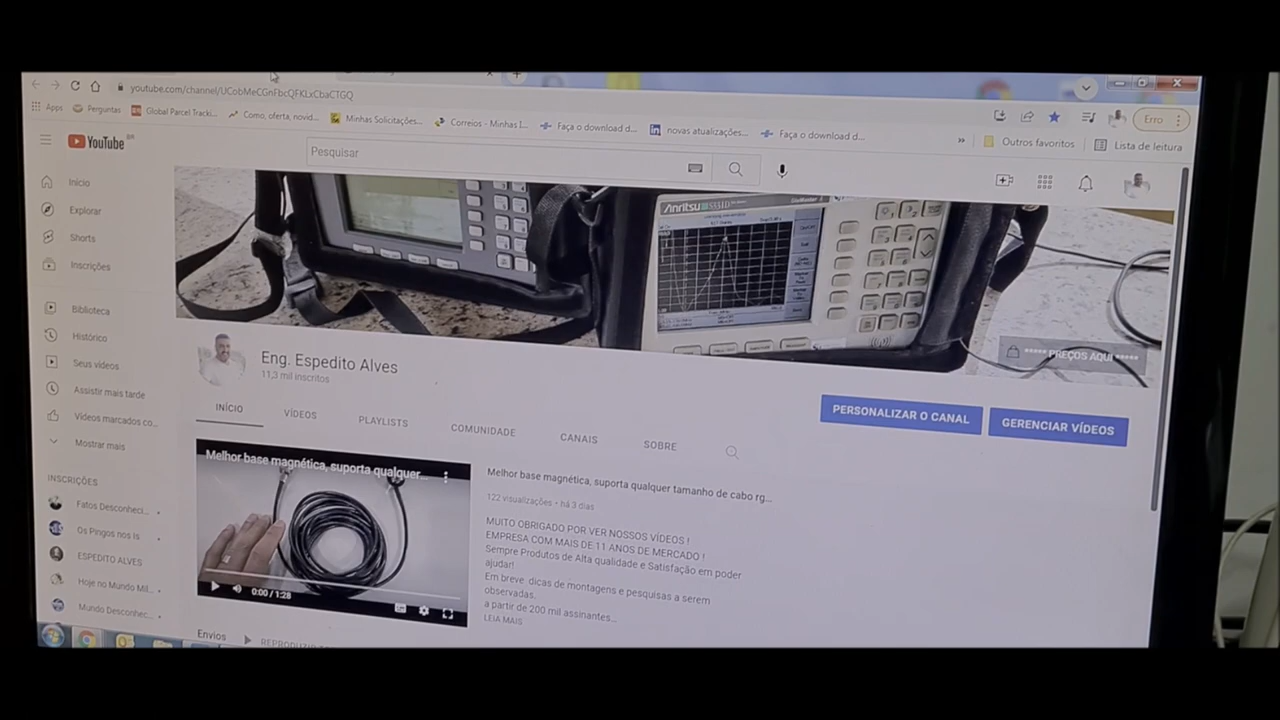 youtube.com/channel/UCobMeCGnFbcQFKLxCbaCTGQ
Apps
Perguntas
Global Parcel Tracki...
Como, oferta, novid...
Minhas Solicitações...
Correios - Minhas I...
Faça o download d...
novas atualizações...
Faça o download d...
Outros favoritos
Lista de leitura
Erro
YouTube BR
Pesquisar
Início
Explorar
Shorts
Inscrições
Biblioteca
Histórico
Seus vídeos
Assistir mais tarde
Vídeos marcados co...
Mostrar mais
INSCRIÇÕES
Fatos Desconheci...
Os Pingos nos Is
ESPEDITO ALVES
Hoje no Mundo Mil...
Mundo Desconhec...
Anritsu S331D
SiteMaster
***** PREÇOS AQUI *****
Eng. Espedito Alves
11,3 mil inscritos
PERSONALIZAR O CANAL
GERENCIAR VÍDEOS
INÍCIO
VÍDEOS
PLAYLISTS
COMUNIDADE
CANAIS
SOBRE
Melhor base magnética, suporta qualquer...
0:00 / 1:28
Melhor base magnética, suporta qualquer tamanho de cabo rg...
122 visualizações • há 3 dias
MUITO OBRIGADO POR VER NOSSOS VÍDEOS !
EMPRESA COM MAIS DE 11 ANOS DE MERCADO !
Sempre Produtos de Alta qualidade e Satisfação em poder
ajudar!
Em breve dicas de montagens e pesquisas a serem
observadas.
a partir de 200 mil assinantes...
LEIA MAIS
Envios